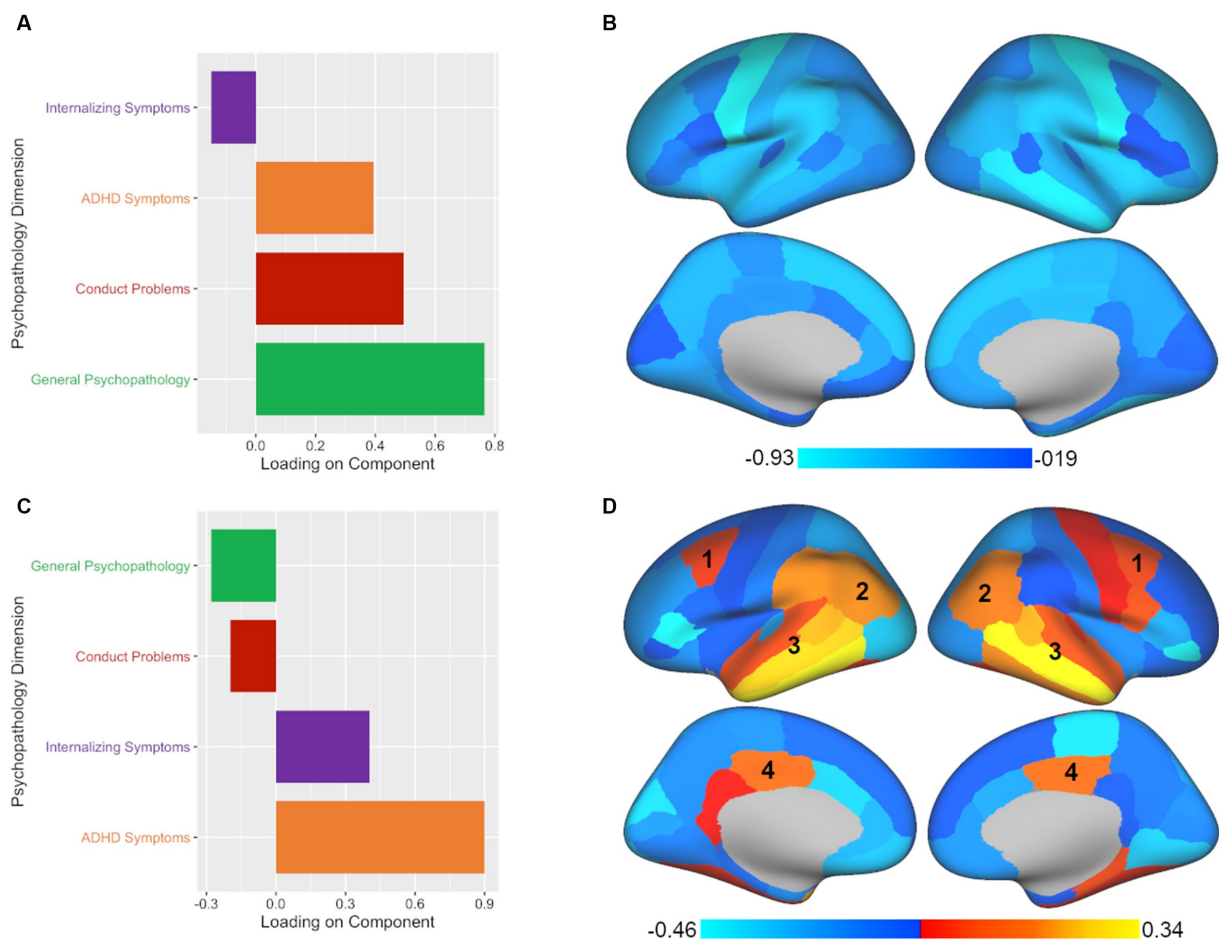 A
Psychopathology Dimension
Internalizing Symptoms
ADHD Symptoms
Conduct Problems
General Psychopathology
0.0 0.2 0.4 0.6 0.8
Loading on Component
B
-0.93 -019
C
Psychopathology Dimension
General Psychopathology
Conduct Problems
Internalizing Symptoms
ADHD Symptoms
-0.3 0.0 0.3 0.6 0.9
Loading on Component
D
1 1
2 2
3 3
4 4
-0.46 0.34